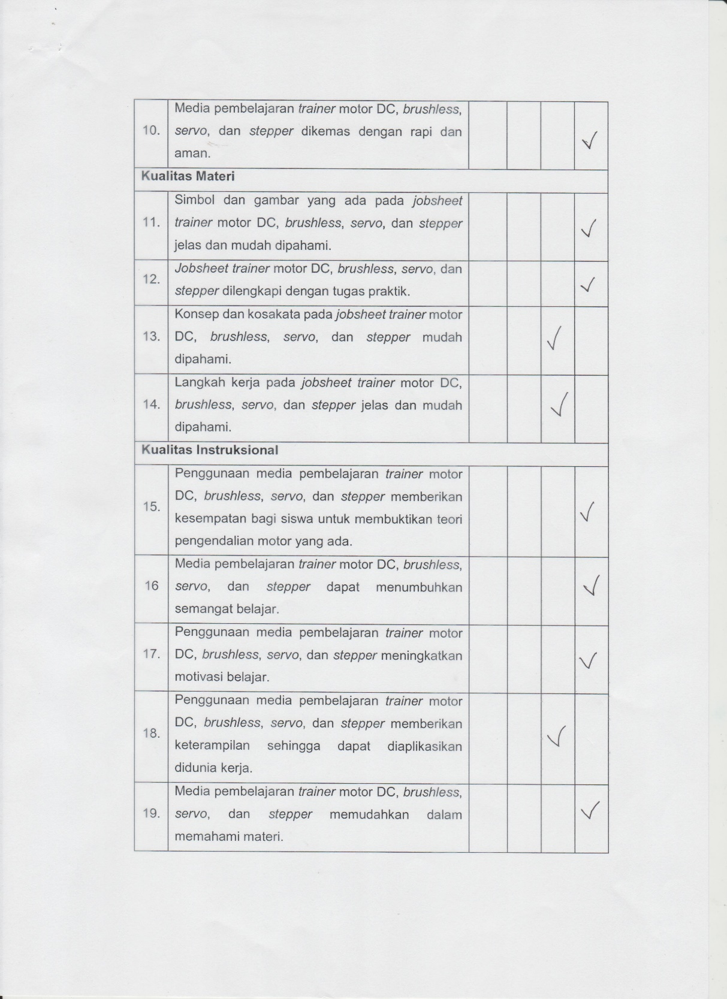 Media pembelajaran trainer motor DC, brushless,
10. servo, dan stepper dikemas dengan rapi dan
aman.
Kualitas Materi
Simbol dan gambar yang ada pada jobsheet
11. trainer motor DC, brushless, servo, dan stepper
jelas dan mudah dipahami.
Jobsheet trainer motor DC, brushless, servo, dan
12.
stepper dilengkapi dengan tugas praktik.
Konsep dan kosakata pada jobsheet trainer motor
13. DC, brushless, servo, dan stepper mudah
dipahami.
Langkah kerja pada jobsheet trainer motor DC,
14. brushless, servo, dan stepper jelas dan mudah
dipahami.
Kualitas Instruksional
Penggunaan media pembelajaran trainer motor
DC, brushless, servo, dan stepper memberikan
15.
kesempatan bagi siswa untuk membuktikan teori
pengendalian motor yang ada.
Media pembelajaran trainer motor DC, brushless,
16 servo, dan stepper dapat menumbuhkan
semangat belajar.
Penggunaan media pembelajaran trainer motor
17. DC, brushless, servo, dan stepper meningkatkan
motivasi belajar.
Penggunaan media pembelajaran trainer motor
DC, brushless, servo, dan stepper memberikan
18.
keterampilan sehingga dapat diaplikasikan
didunia kerja.
Media pembelajaran trainer motor DC, brushless,
19. servo, dan stepper memudahkan dalam
memahami materi.